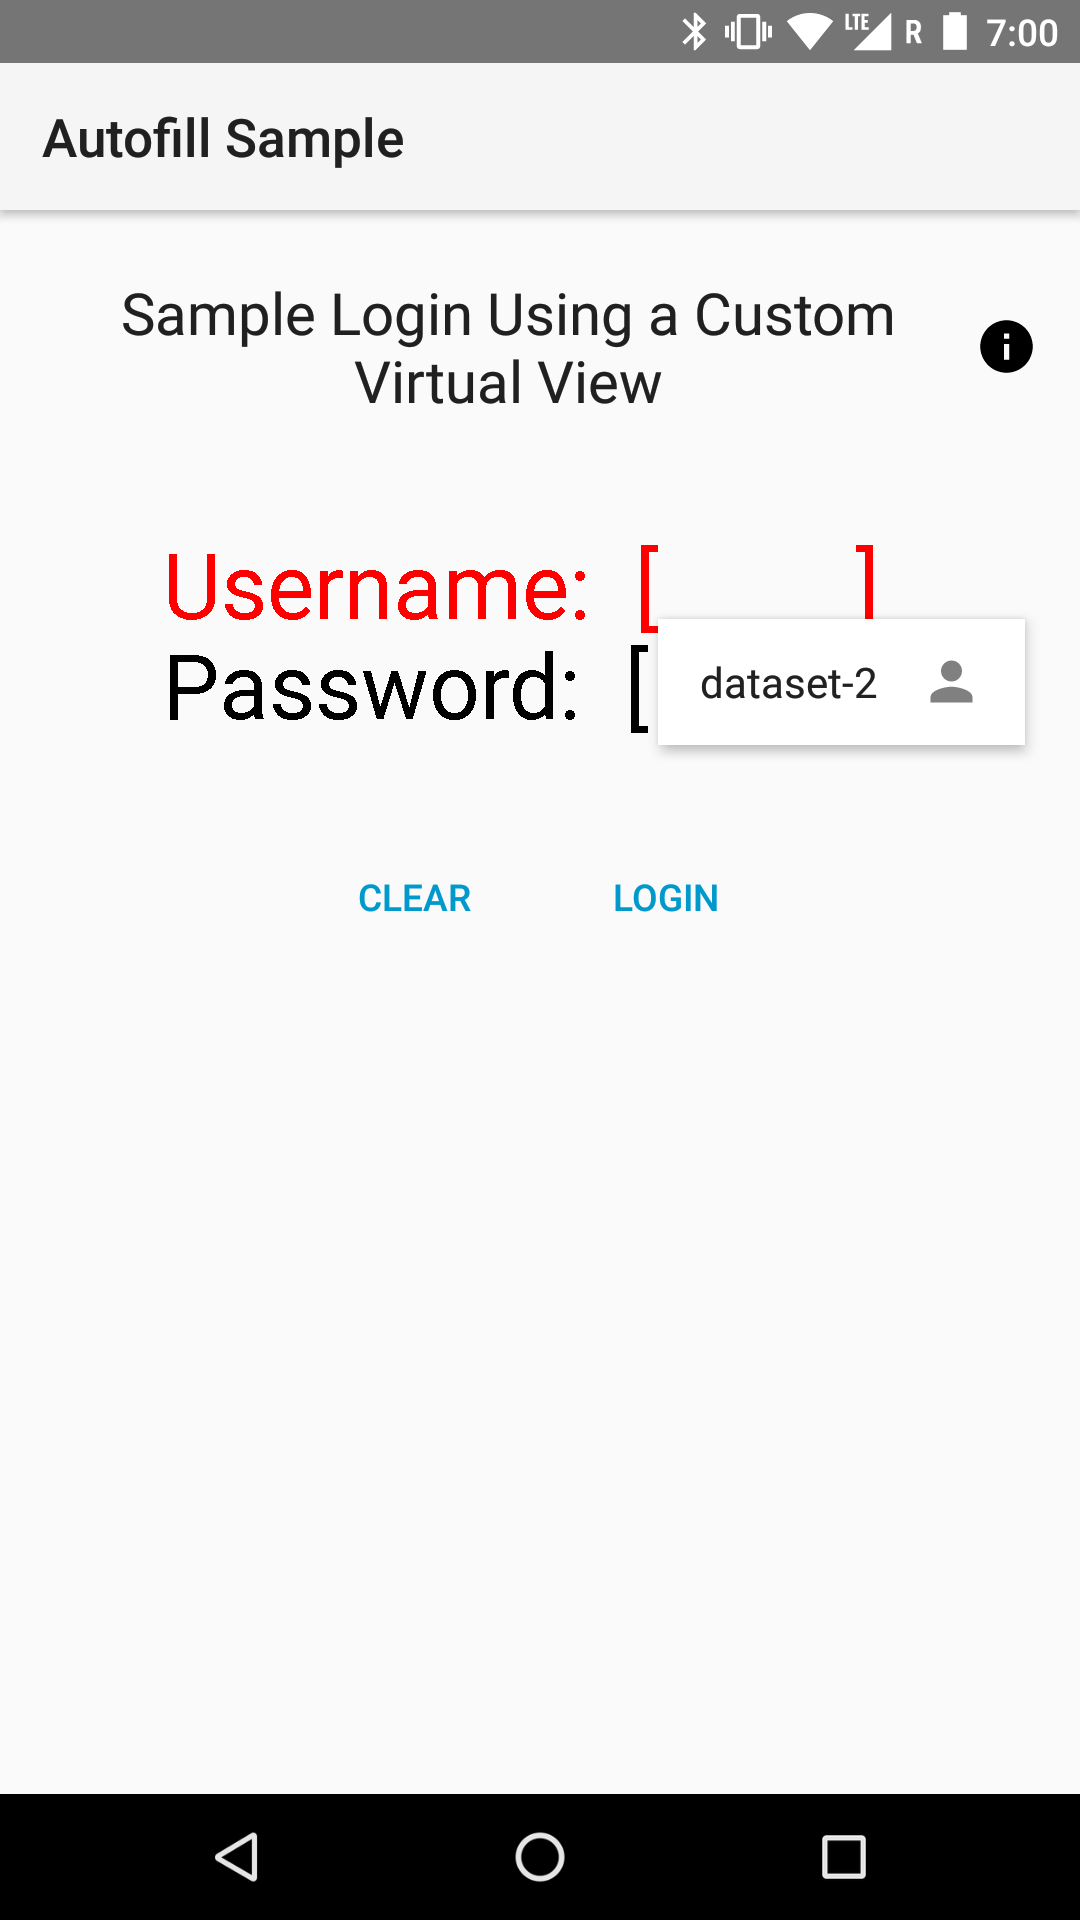 LTE R 7:00
Autofill Sample
Sample Login Using a Custom
Virtual View
Username: [ ]
Password: [
dataset-2
CLEAR LOGIN